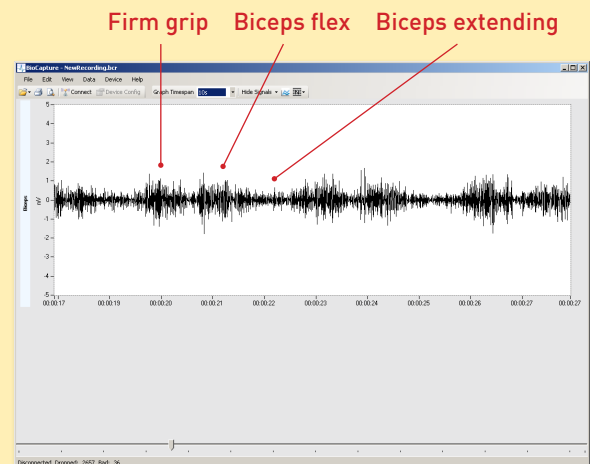 Firm grip Biceps flex Biceps extending
BioCapture - NewRecording.bcr
File Edit View Data Device Help
Connect Device Config. Graph Timespan 10s Hide Signals
5
4
3
2
1
0
-1
-2
-3
-4
-5
Biceps
mV
00:00:17 00:00:19 00:00:20 00:00:21 00:00:22 00:00:23 00:00:24 00:00:25 00:00:26 00:00:27 00:00:27
Disconnected Dropped: 2657 Bad: 36